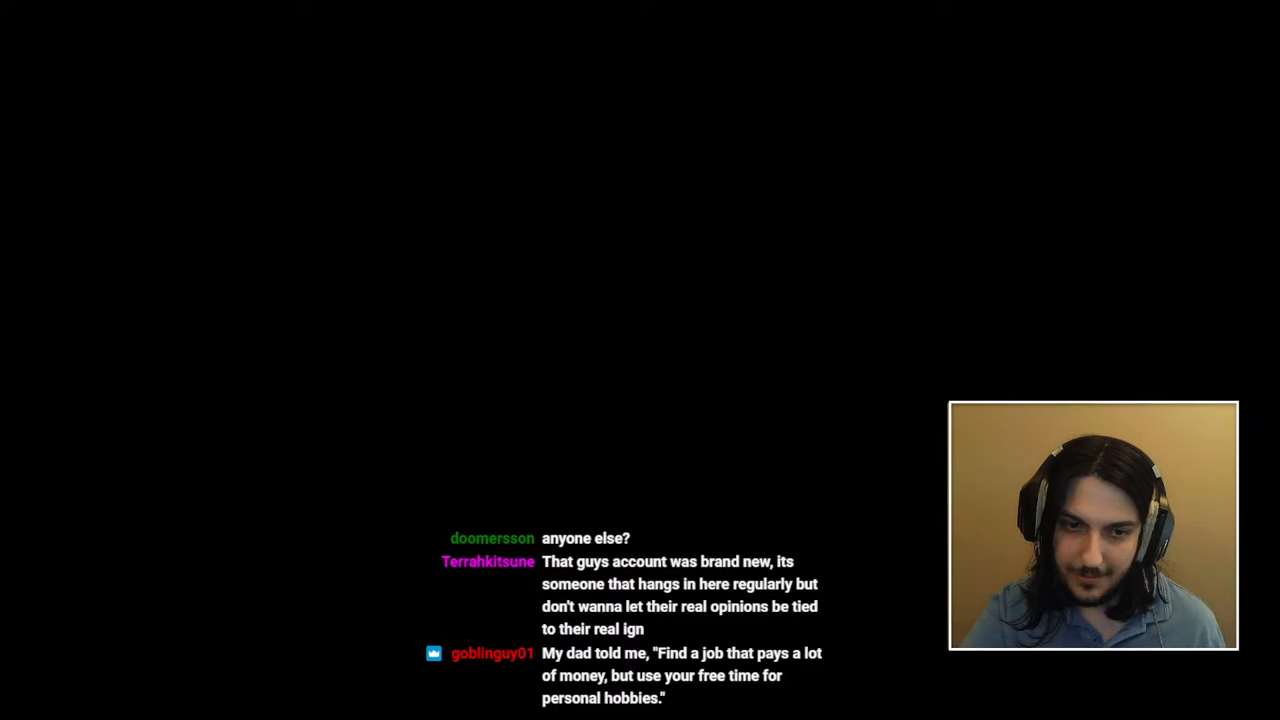 doomersson anyone else?
Terrahkitsune That guys account was brand new, its
someone that hangs in here regularly but
don't wanna let their real opinions be tied
to their real ign
goblinguy01 My dad told me, "Find a job that pays a lot
of money, but use your free time for
personal hobbies."